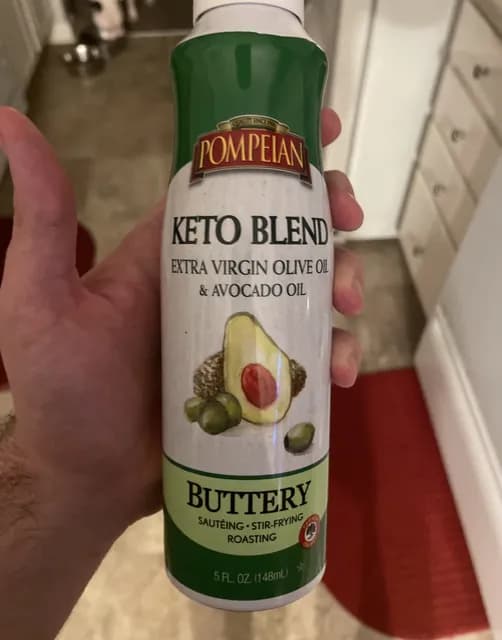 POMPEIAN
KETO BLEND
EXTRA VIRGIN OLIVE OIL
& AVOCADO OIL
BUTTERY
SAUTÉING • STIR-FRYING
ROASTING
5 FL. OZ. (148mL)